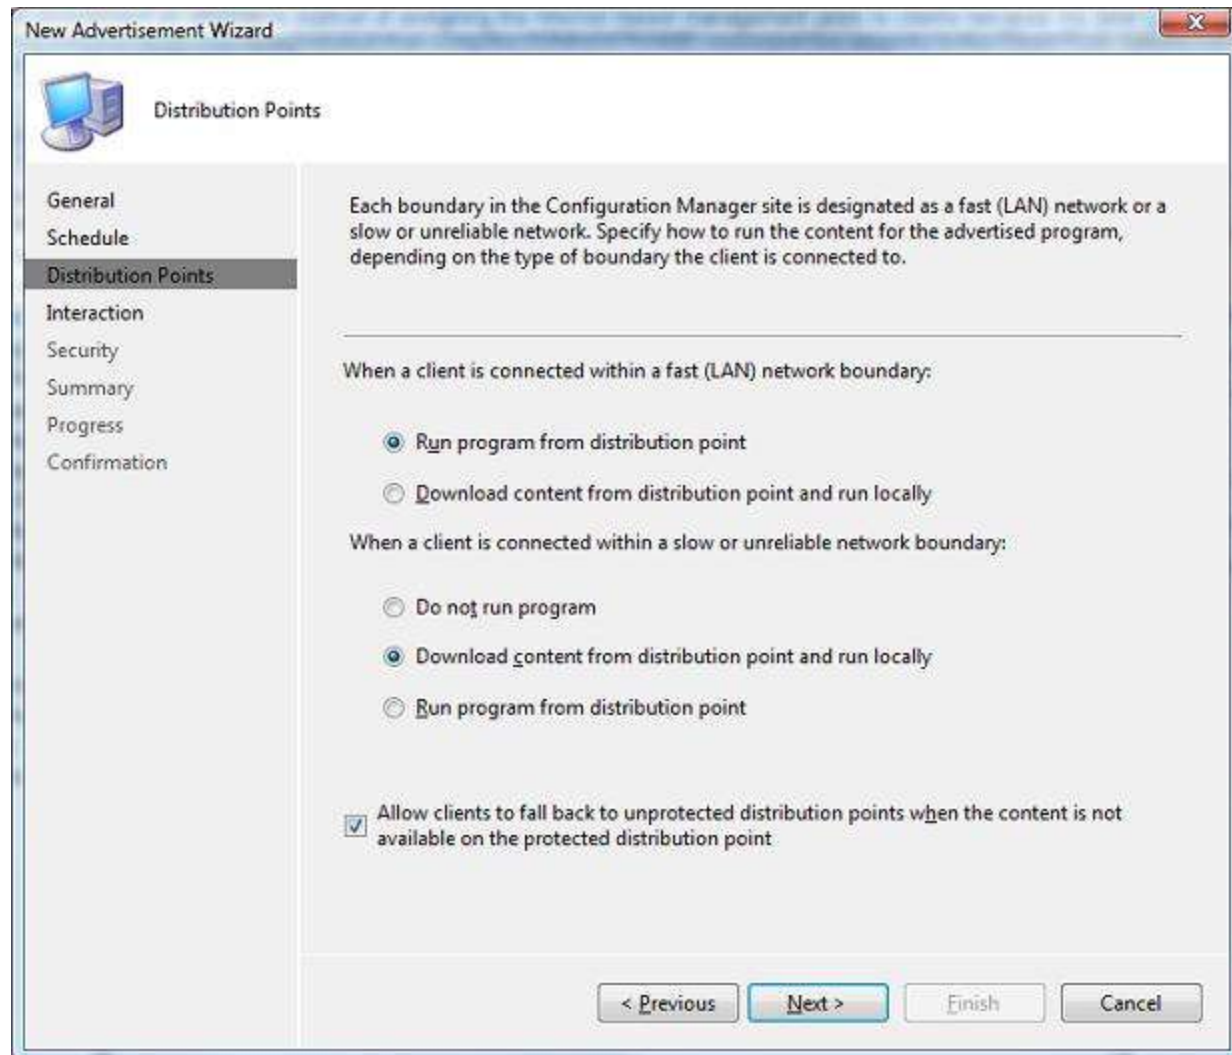 New Advertisement Wizard
Distribution Points
General
Schedule
Distribution Points
Interaction
Security
Summary
Progress
Confirmation
Each boundary in the Configuration Manager site is designated as a fast (LAN) network or a
slow or unreliable network. Specify how to run the content for the advertised program,
depending on the type of boundary the client is connected to.
When a client is connected within a fast (LAN) network boundary:
Run program from distribution point
Download content from distribution point and run locally
When a client is connected within a slow or unreliable network boundary:
Do not run program
Download content from distribution point and run locally
Run program from distribution point
Allow clients to fall back to unprotected distribution points when the content is not
available on the protected distribution point
< Previous
Next >
Finish
Cancel